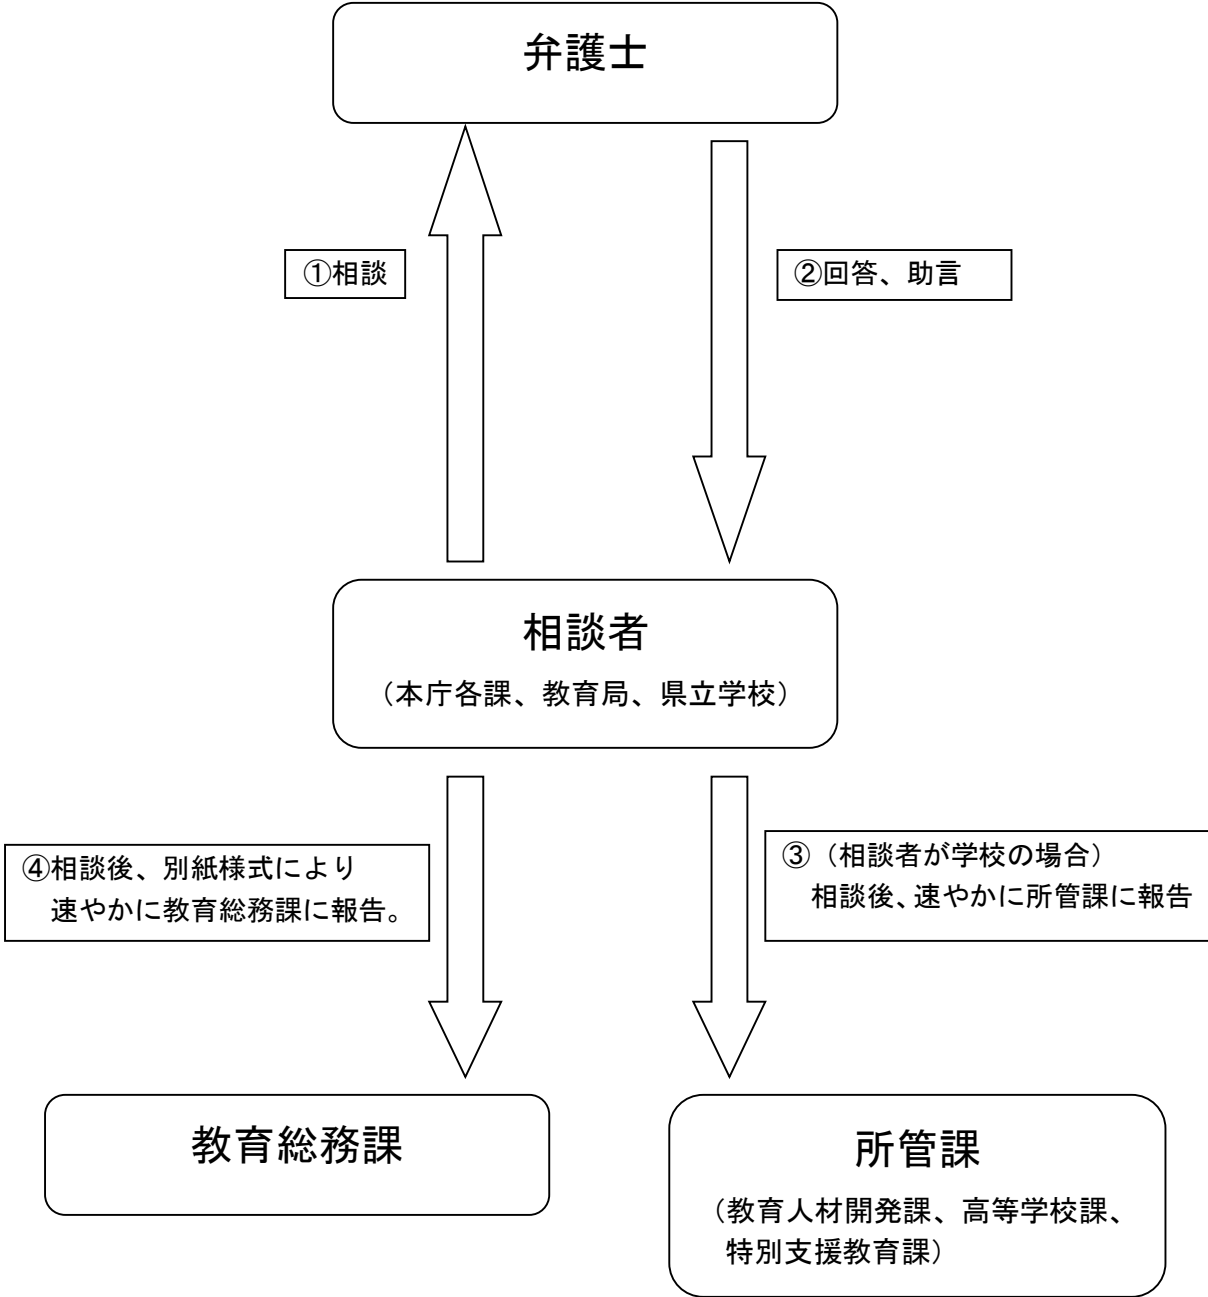 弁護士
①相談
②回答、助言
相談者
（本庁各課、教育局、県立学校）
④相談後、別紙様式により
速やかに教育総務課に報告。
③（相談者が学校の場合）
相談後、速やかに所管課に報告
教育総務課
所管課
（教育人材開発課、高等学校課、
特別支援教育課）